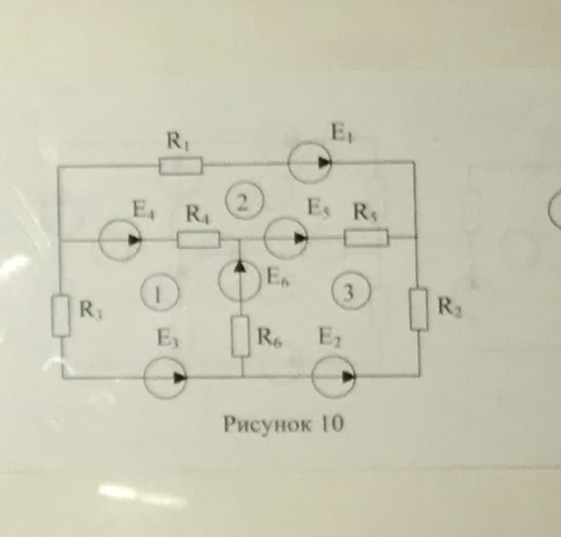 R₁ E₁
E₄ R₄ 2 E₅ R₅
1 E₆ 3
R₃ E₃ R₆ E₂ R₂
Рисунок 10